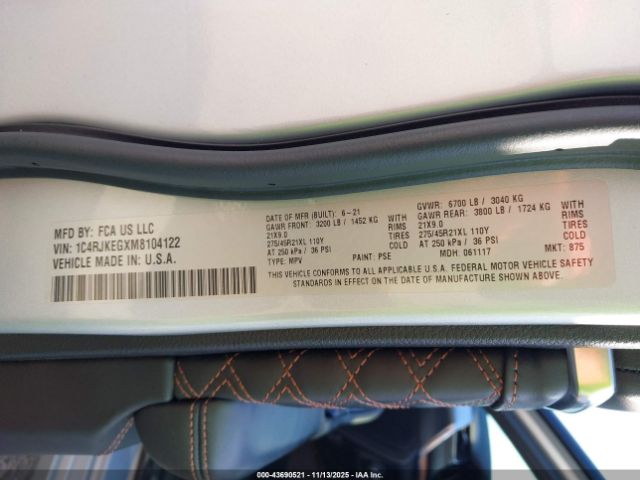 MFD BY: FCA US LLC
VIN: 1C4RJKEGXM8104122
VEHICLE MADE IN: U.S.A.
DATE OF MFR (BUILT): 6-21
GAWR FRONT: 3200 LB / 1452 KG WITH
21X9.0 RIMS
275/45R21XL 110Y TIRES
AT 250 kPa / 36 PSI COLD
TYPE: MPV PAINT: PSE
GVWR: 6700 LB / 3040 KG
GAWR REAR: 3800 LB / 1724 KG WITH
21X9.0 RIMS
275/45R21XL 110Y TIRES
AT 250 kPa / 36 PSI COLD
MDH: 061117 MKT: 875
THIS VEHICLE CONFORMS TO ALL APPLICABLE U.S.A. FEDERAL MOTOR VEHICLE SAFETY
STANDARDS IN EFFECT ON THE DATE OF MANUFACTURE SHOWN ABOVE.
000-43690521 - 11/13/2025 - IAAI Inc. Copyright